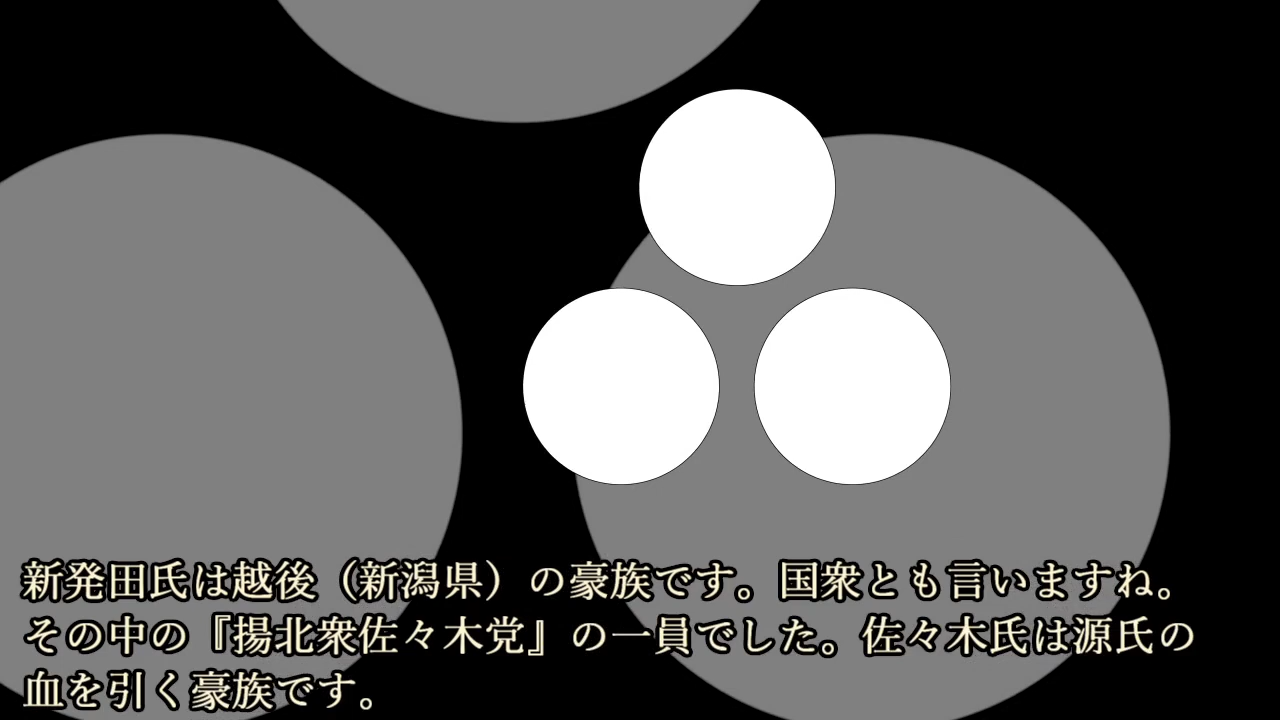 新発田氏は越後（新潟県）の豪族です。国衆とも言いますね。
その中の『揚北衆佐々木党』の一員でした。佐々木氏は源氏の
血を引く豪族です。